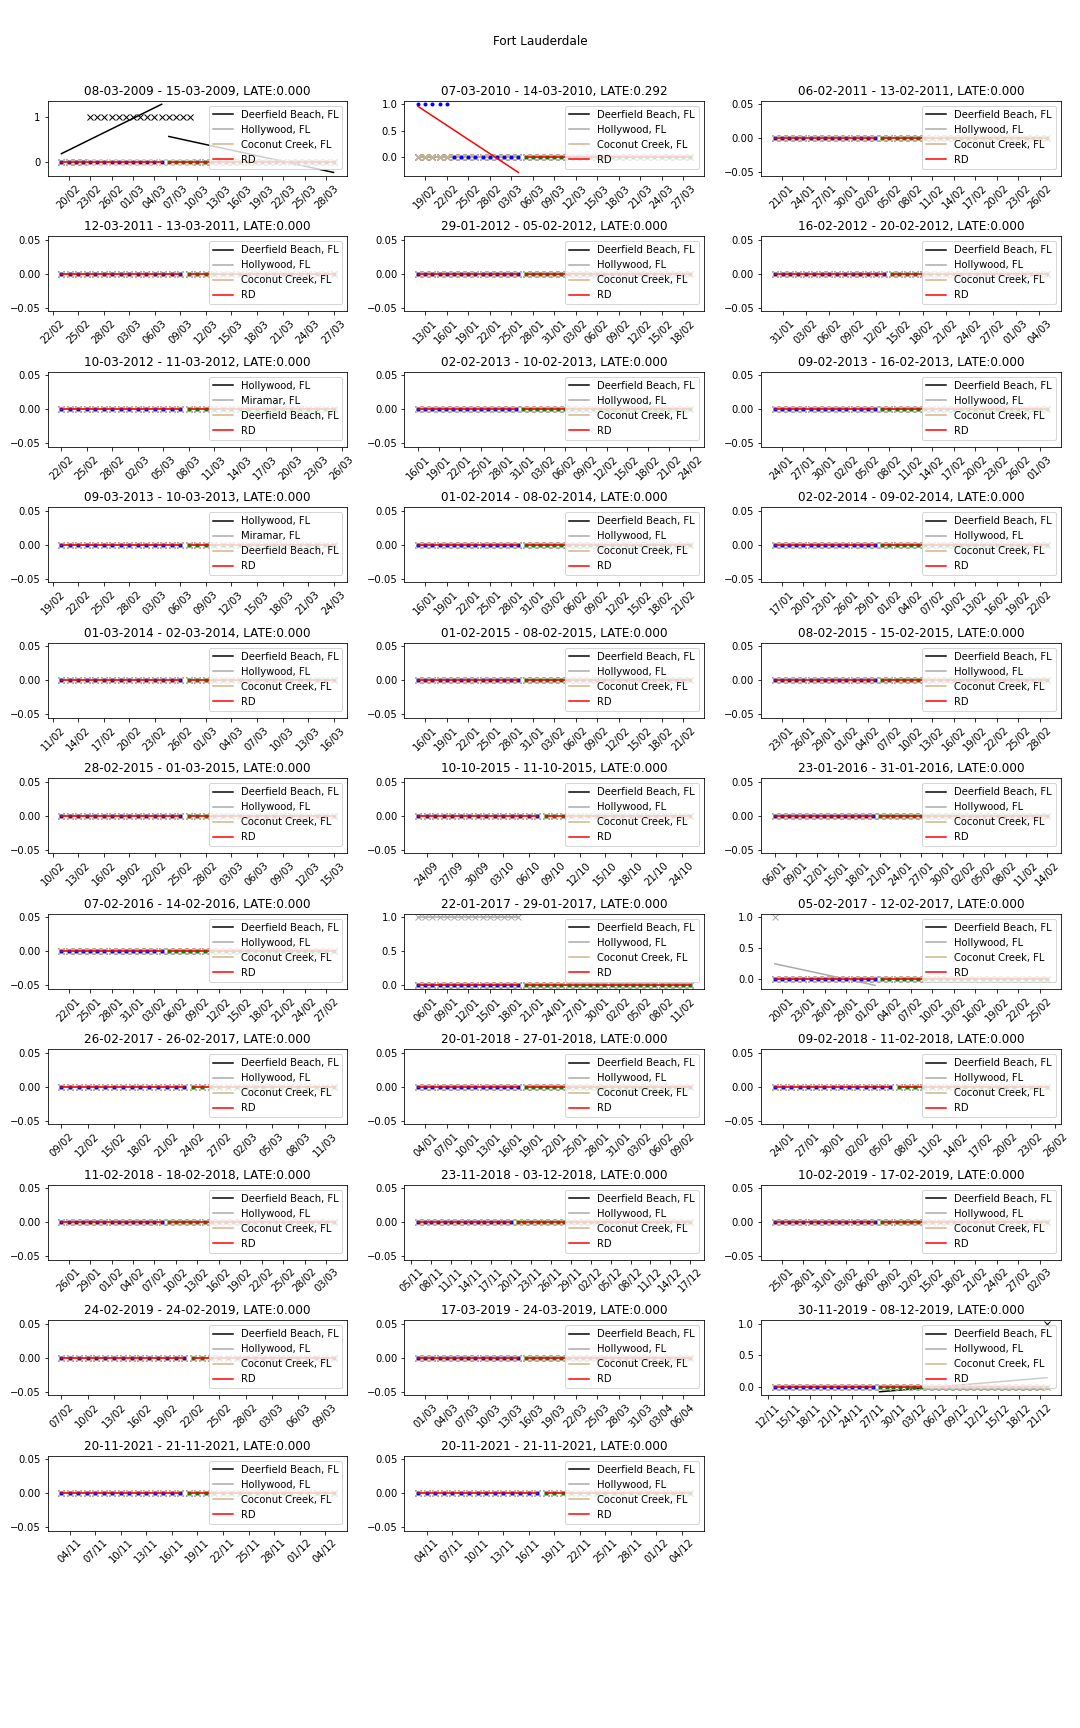 Fort Lauderdale
08-03-2009 - 15-03-2009, LATE:0.000
07-03-2010 - 14-03-2010, LATE:0.292
06-02-2011 - 13-02-2011, LATE:0.000
1
0
Deerfield Beach, FL
Hollywood, FL
Coconut Creek, FL
RD
20/02 23/02 26/02 01/03 04/03 07/03 10/03 13/03 16/03 19/03 22/03 25/03 28/03
1.0
0.5
0.0
Deerfield Beach, FL
Hollywood, FL
Coconut Creek, FL
RD
19/02 22/02 25/02 28/02 03/03 06/03 09/03 12/03 15/03 18/03 21/03 24/03 27/03
0.05
0.00
−0.05
Deerfield Beach, FL
Hollywood, FL
Coconut Creek, FL
RD
21/01 24/01 27/01 30/01 02/02 05/02 08/02 11/02 14/02 17/02 20/02 23/02 26/02
12-03-2011 - 13-03-2011, LATE:0.000
29-01-2012 - 05-02-2012, LATE:0.000
16-02-2012 - 20-02-2012, LATE:0.000
0.05
0.00
−0.05
Deerfield Beach, FL
Hollywood, FL
Coconut Creek, FL
RD
22/02 25/02 28/02 03/03 06/03 09/03 12/03 15/03 18/03 21/03 24/03 27/03
0.05
0.00
−0.05
Deerfield Beach, FL
Hollywood, FL
Coconut Creek, FL
RD
13/01 16/01 19/01 22/01 25/01 28/01 31/01 03/02 06/02 09/02 12/02 15/02 18/02
0.05
0.00
−0.05
Deerfield Beach, FL
Hollywood, FL
Coconut Creek, FL
RD
31/01 03/02 06/02 09/02 12/02 15/02 18/02 21/02 24/02 27/02 01/03 04/03
10-03-2012 - 11-03-2012, LATE:0.000
02-02-2013 - 10-02-2013, LATE:0.000
09-02-2013 - 16-02-2013, LATE:0.000
0.05
0.00
−0.05
Hollywood, FL
Miramar, FL
Deerfield Beach, FL
RD
22/02 25/02 28/02 02/03 05/03 08/03 11/03 14/03 17/03 20/03 23/03 26/03
0.05
0.00
−0.05
Deerfield Beach, FL
Hollywood, FL
Coconut Creek, FL
RD
16/01 19/01 22/01 25/01 28/01 31/01 03/02 06/02 09/02 12/02 15/02 18/02 21/02 24/02
0.05
0.00
−0.05
Deerfield Beach, FL
Hollywood, FL
Coconut Creek, FL
RD
24/01 27/01 30/01 02/02 05/02 08/02 11/02 14/02 17/02 20/02 23/02 26/02 01/03
09-03-2013 - 10-03-2013, LATE:0.000
01-02-2014 - 08-02-2014, LATE:0.000
02-02-2014 - 09-02-2014, LATE:0.000
0.05
0.00
−0.05
Hollywood, FL
Miramar, FL
Deerfield Beach, FL
RD
19/02 22/02 25/02 28/02 03/03 06/03 09/03 12/03 15/03 18/03 21/03 24/03
0.05
0.00
−0.05
Deerfield Beach, FL
Hollywood, FL
Coconut Creek, FL
RD
16/01 19/01 22/01 25/01 28/01 31/01 03/02 06/02 09/02 12/02 15/02 18/02 21/02
0.05
0.00
−0.05
Deerfield Beach, FL
Hollywood, FL
Coconut Creek, FL
RD
17/01 20/01 23/01 26/01 29/01 01/02 04/02 07/02 10/02 13/02 16/02 19/02 22/02
01-03-2014 - 02-03-2014, LATE:0.000
01-02-2015 - 08-02-2015, LATE:0.000
08-02-2015 - 15-02-2015, LATE:0.000
0.05
0.00
−0.05
Deerfield Beach, FL
Hollywood, FL
Coconut Creek, FL
RD
11/02 14/02 17/02 20/02 23/02 26/02 01/03 04/03 07/03 10/03 13/03 16/03
0.05
0.00
−0.05
Deerfield Beach, FL
Hollywood, FL
Coconut Creek, FL
RD
16/01 19/01 22/01 25/01 28/01 31/01 03/02 06/02 09/02 12/02 15/02 18/02 21/02
0.05
0.00
−0.05
Deerfield Beach, FL
Hollywood, FL
Coconut Creek, FL
RD
23/01 26/01 29/01 01/02 04/02 07/02 10/02 13/02 16/02 19/02 22/02 25/02 28/02
28-02-2015 - 01-03-2015, LATE:0.000
10-10-2015 - 11-10-2015, LATE:0.000
23-01-2016 - 31-01-2016, LATE:0.000
0.05
0.00
−0.05
Deerfield Beach, FL
Hollywood, FL
Coconut Creek, FL
RD
10/02 13/02 16/02 19/02 22/02 25/02 28/02 03/03 06/03 09/03 12/03 15/03
0.05
0.00
−0.05
Deerfield Beach, FL
Hollywood, FL
Coconut Creek, FL
RD
24/09 27/09 30/09 03/10 06/10 09/10 12/10 15/10 18/10 21/10 24/10
0.05
0.00
−0.05
Deerfield Beach, FL
Hollywood, FL
Coconut Creek, FL
RD
06/01 09/01 12/01 15/01 18/01 21/01 24/01 27/01 30/01 02/02 05/02 08/02 11/02 14/02
07-02-2016 - 14-02-2016, LATE:0.000
22-01-2017 - 29-01-2017, LATE:0.000
05-02-2017 - 12-02-2017, LATE:0.000
0.05
0.00
−0.05
Deerfield Beach, FL
Hollywood, FL
Coconut Creek, FL
RD
22/01 25/01 28/01 31/01 03/02 06/02 09/02 12/02 15/02 18/02 21/02 24/02 27/02
1.0
0.5
0.0
Deerfield Beach, FL
Hollywood, FL
Coconut Creek, FL
RD
06/01 09/01 12/01 15/01 18/01 21/01 24/01 27/01 30/01 02/02 05/02 08/02 11/02
1.0
0.5
0.0
Deerfield Beach, FL
Hollywood, FL
Coconut Creek, FL
RD
20/01 23/01 26/01 29/01 01/02 04/02 07/02 10/02 13/02 16/02 19/02 22/02 25/02
26-02-2017 - 26-02-2017, LATE:0.000
20-01-2018 - 27-01-2018, LATE:0.000
09-02-2018 - 11-02-2018, LATE:0.000
0.05
0.00
−0.05
Deerfield Beach, FL
Hollywood, FL
Coconut Creek, FL
RD
09/02 12/02 15/02 18/02 21/02 24/02 27/02 02/03 05/03 08/03 11/03
0.05
0.00
−0.05
Deerfield Beach, FL
Hollywood, FL
Coconut Creek, FL
RD
04/01 07/01 10/01 13/01 16/01 19/01 22/01 25/01 28/01 31/01 03/02 06/02 09/02
0.05
0.00
−0.05
Deerfield Beach, FL
Hollywood, FL
Coconut Creek, FL
RD
24/01 27/01 30/01 02/02 05/02 08/02 11/02 14/02 17/02 20/02 23/02 26/02
11-02-2018 - 18-02-2018, LATE:0.000
23-11-2018 - 03-12-2018, LATE:0.000
10-02-2019 - 17-02-2019, LATE:0.000
0.05
0.00
−0.05
Deerfield Beach, FL
Hollywood, FL
Coconut Creek, FL
RD
26/01 29/01 01/02 04/02 07/02 10/02 13/02 16/02 19/02 22/02 25/02 28/02 03/03
0.05
0.00
−0.05
Deerfield Beach, FL
Hollywood, FL
Coconut Creek, FL
RD
05/11 08/11 11/11 14/11 17/11 20/11 23/11 26/11 29/11 02/12 05/12 08/12 11/12 14/12 17/12
0.05
0.00
−0.05
Deerfield Beach, FL
Hollywood, FL
Coconut Creek, FL
RD
25/01 28/01 31/01 03/02 06/02 09/02 12/02 15/02 18/02 21/02 24/02 27/02 02/03
24-02-2019 - 24-02-2019, LATE:0.000
17-03-2019 - 24-03-2019, LATE:0.000
30-11-2019 - 08-12-2019, LATE:0.000
0.05
0.00
−0.05
Deerfield Beach, FL
Hollywood, FL
Coconut Creek, FL
RD
07/02 10/02 13/02 16/02 19/02 22/02 25/02 28/02 03/03 06/03 09/03
0.05
0.00
−0.05
Deerfield Beach, FL
Hollywood, FL
Coconut Creek, FL
RD
01/03 04/03 07/03 10/03 13/03 16/03 19/03 22/03 25/03 28/03 31/03 03/04 06/04
1.0
0.5
0.0
Deerfield Beach, FL
Hollywood, FL
Coconut Creek, FL
RD
12/11 15/11 18/11 21/11 24/11 27/11 30/11 03/12 06/12 09/12 12/12 15/12 18/12 21/12
20-11-2021 - 21-11-2021, LATE:0.000
20-11-2021 - 21-11-2021, LATE:0.000
0.05
0.00
−0.05
Deerfield Beach, FL
Hollywood, FL
Coconut Creek, FL
RD
04/11 07/11 10/11 13/11 16/11 19/11 22/11 25/11 28/11 01/12 04/12
0.05
0.00
−0.05
Deerfield Beach, FL
Hollywood, FL
Coconut Creek, FL
RD
04/11 07/11 10/11 13/11 16/11 19/11 22/11 25/11 28/11 01/12 04/12